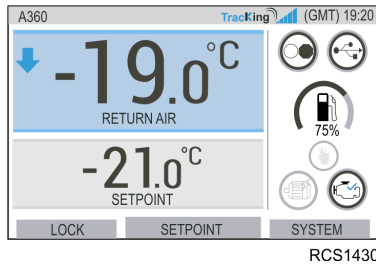 A360 TracKing (GMT) 19:20
-19.0°C
RETURN AIR
75%
-21.0°C
SETPOINT
LOCK SETPOINT SYSTEM
RCS1430